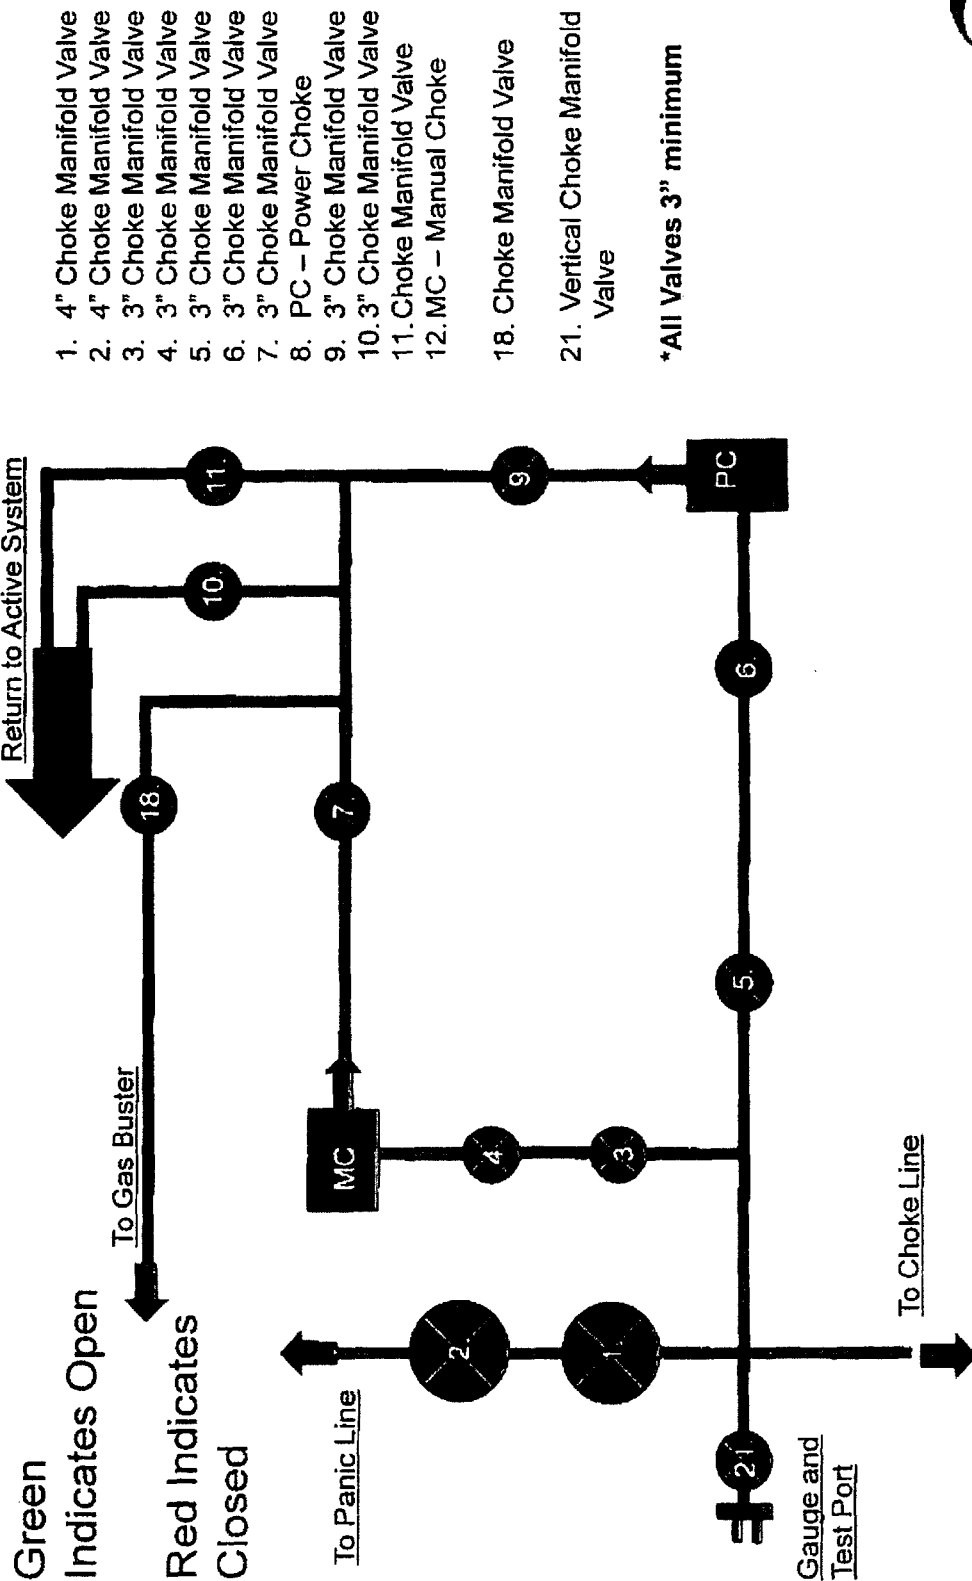 Green
Indicates Open
Red Indicates
Closed
To Gas Buster
Return to Active System
To Panic Line
To Choke Line
Gauge and
Test Port
18.
11.
10.
7.
9.
MC
4.
3
2.
1.
21
5.
6.
PC
1. 4" Choke Manifold Valve
2. 4" Choke Manifold Valve
3. 3" Choke Manifold Valve
4. 3" Choke Manifold Valve
5. 3" Choke Manifold Valve
6. 3" Choke Manifold Valve
7. 3" Choke Manifold Valve
8. PC – Power Choke
9. 3" Choke Manifold Valve
10. 3" Choke Manifold Valve
11. Choke Manifold Valve
12. MC – Manual Choke
18. Choke Manifold Valve
21. Vertical Choke Manifold
Valve
*All Valves 3" minimum